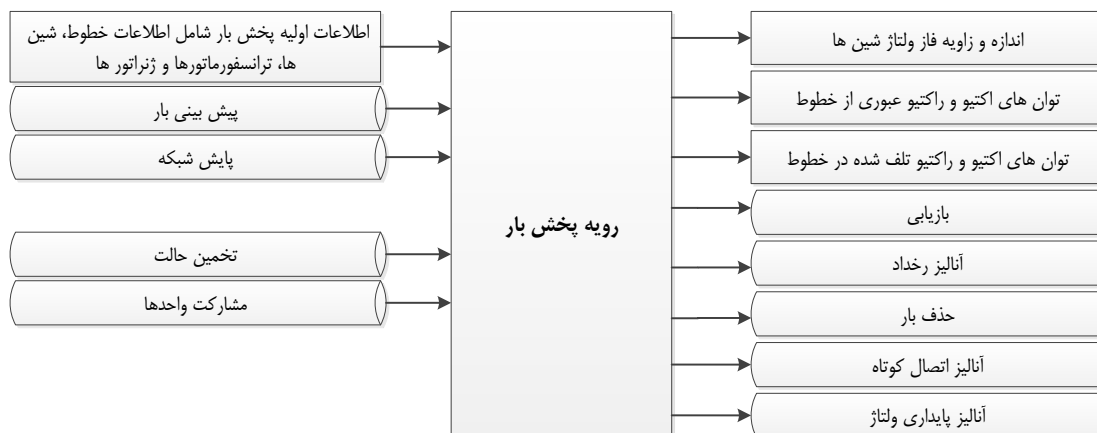 اطلاعات اولیه پخش بار شامل اطلاعات خطوط، شین
ها، ترانسفورماتورها و ژنراتور ها
پیش بینی بار
پایش شبکه
تخمین حالت
مشارکت واحدها
رویه پخش بار
اندازه و زاویه فاز ولتاژ شین ها
توان های اکتیو و راکتیو عبوری از خطوط
توان های اکتیو و راکتیو تلف شده در خطوط
بازیابی
آنالیز رخداد
حذف بار
آنالیز اتصال کوتاه
آنالیز پایداری ولتاژ